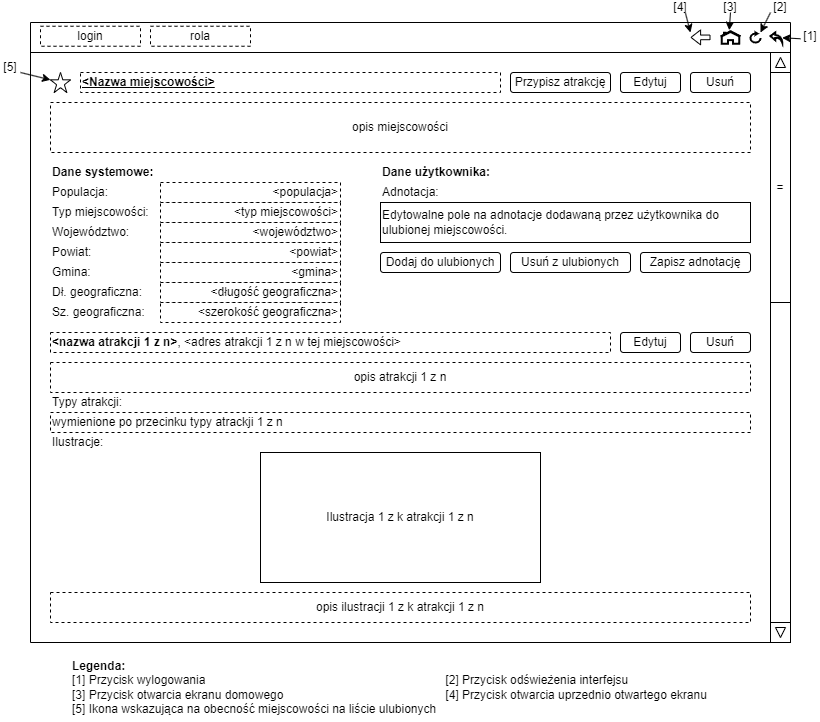 [4] [3] [2]
login rola
[1]
[5]
<Nazwa miejscowości> Przypisz atrakcję Edytuj Usuń
opis miejscowości
Dane systemowe: Dane użytkownika:
Populacja: <populacja> Adnotacja:
Typ miejscowości: <typ miejscowości> Edytowalne pole na adnotacje dodawaną przez użytkownika do
Województwo: <województwo> ulubionej miejscowości.
Powiat: <powiat>
Dodaj do ulubionych Usuń z ulubionych Zapisz adnotację
Gmina: <gmina>
Dł. geograficzna: <długość geograficzna>
Sz. geograficzna: <szerokość geograficzna>
<nazwa atrakcji 1 z n>, <adres atrakcji 1 z n w tej miejscowości> Edytuj Usuń
opis atrakcji 1 z n
Typy atrakcji:
wymienione po przecinku typy atrackji 1 z n
Ilustracje:
Ilustracja 1 z k atrakcji 1 z n
opis ilustracji 1 z k atrakcji 1 z n
Legenda:
[1] Przycisk wylogowania [2] Przycisk odświeżenia interfejsu
[3] Przycisk otwarcia ekranu domowego [4] Przycisk otwarcia uprzednio otwartego ekranu
[5] Ikona wskazująca na obecność miejscowości na liście ulubionych